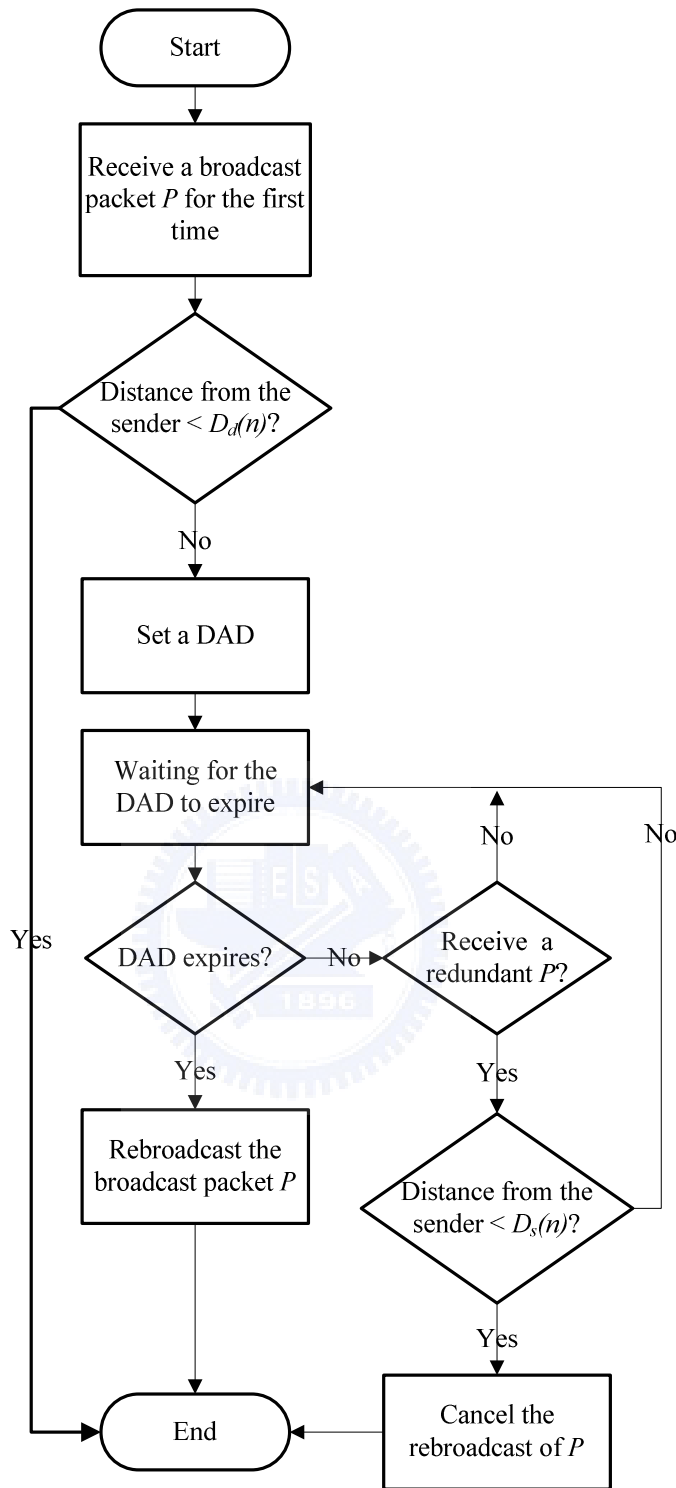 Start
Receive a broadcast
packet P for the first
time
Distance from the
sender < Dd(n)?
No
Set a DAD
Waiting for the
DAD to expire
No
No
ESA
Yes
DAD expires?
No
Receive a
redundant P?
1896
Yes
Yes
Rebroadcast the
broadcast packet P
Distance from the
sender < Ds(n)?
Yes
End
Cancel the
rebroadcast of P